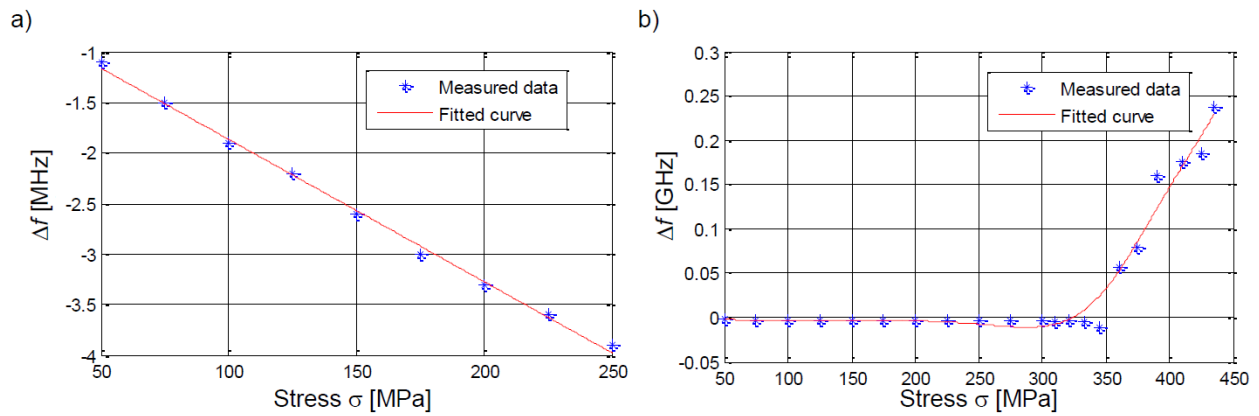 a)
-1
-1.5
-2
-2.5
-3
-3.5
-4
Δf [MHz]
50
100
150
200
250
Stress σ [MPa]
Measured data
Fitted curve
b)
0.3
0.25
0.2
0.15
0.1
0.05
0
-0.05
Δf [GHz]
50
100
150
200
250
300
350
400
450
Stress σ [MPa]
Measured data
Fitted curve